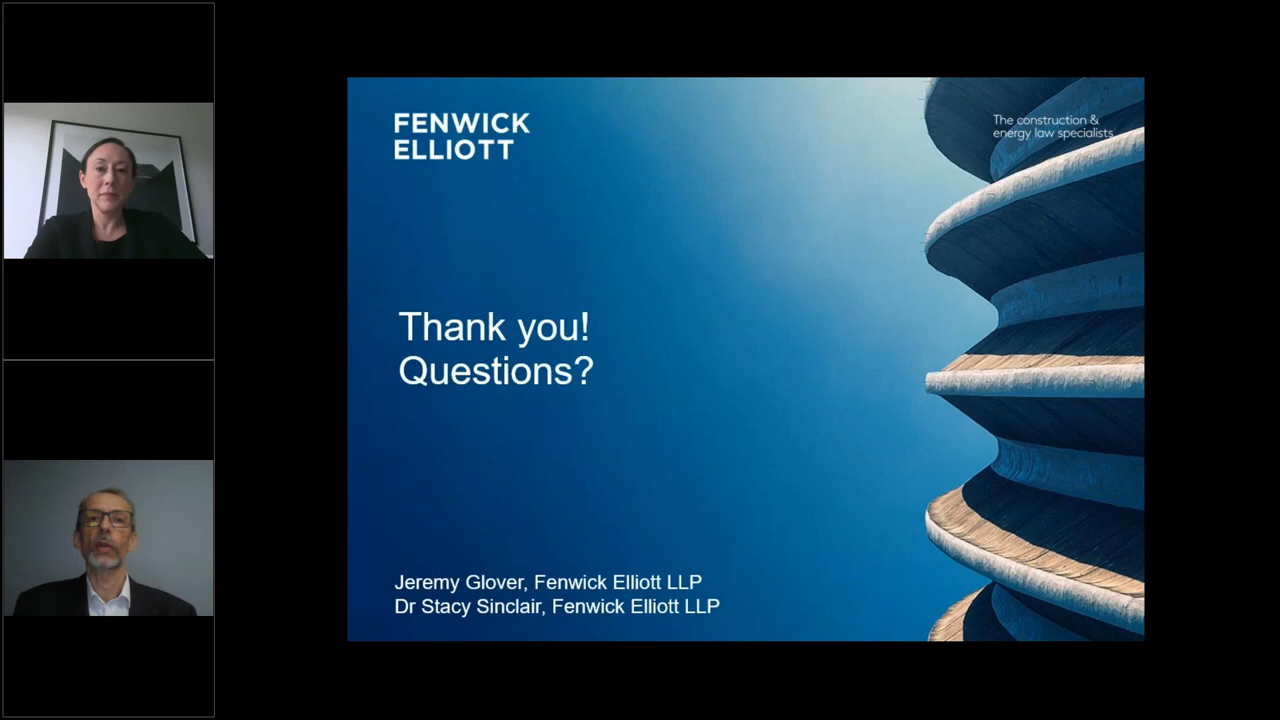 FENWICK
ELLIOTT
The construction &
energy law specialists
Thank you!
Questions?
Jeremy Glover, Fenwick Elliott LLP
Dr Stacy Sinclair, Fenwick Elliott LLP